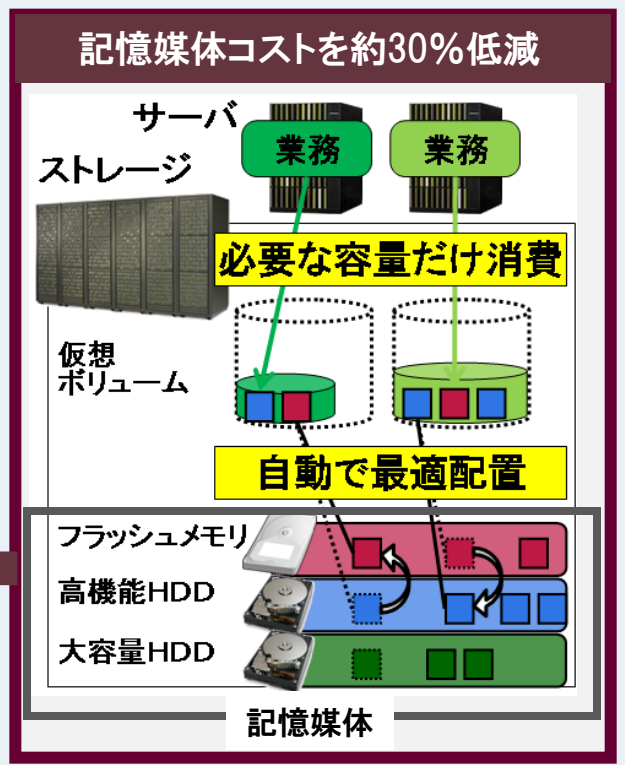 記憶媒体コストを約30％低減
サーバ
業務
業務
ストレージ
必要な容量だけ消費
仮想
ボリューム
自動で最適配置
フラッシュメモリ
高機能HDD
大容量HDD
記憶媒体